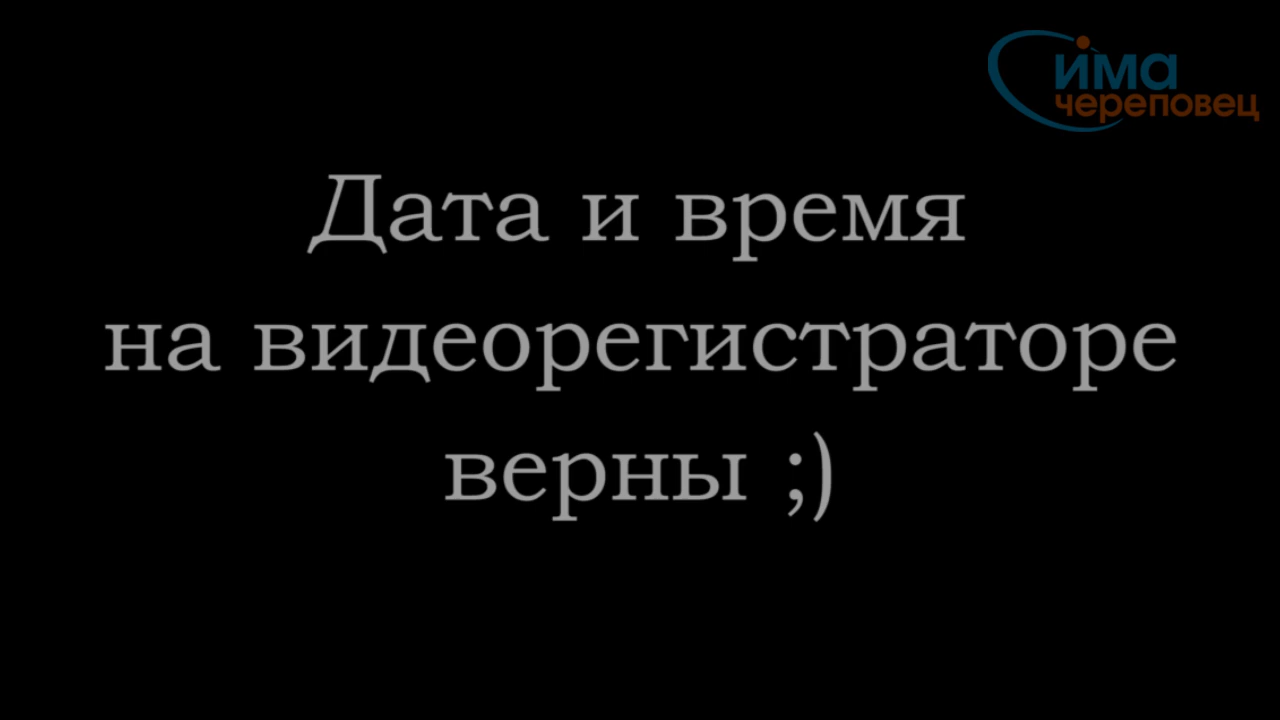 има
череповец
Дата и время
на видеорегистраторе
верны ;)